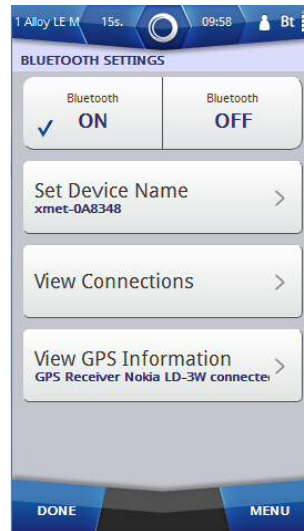 1 Alloy LE M 15s. 09:58 Bt
BLUETOOTH SETTINGS
Bluetooth Bluetooth
ON OFF
Set Device Name
xmet-0A8348
View Connections
View GPS Information
GPS Receiver Nokia LD-3W connecte
DONE MENU